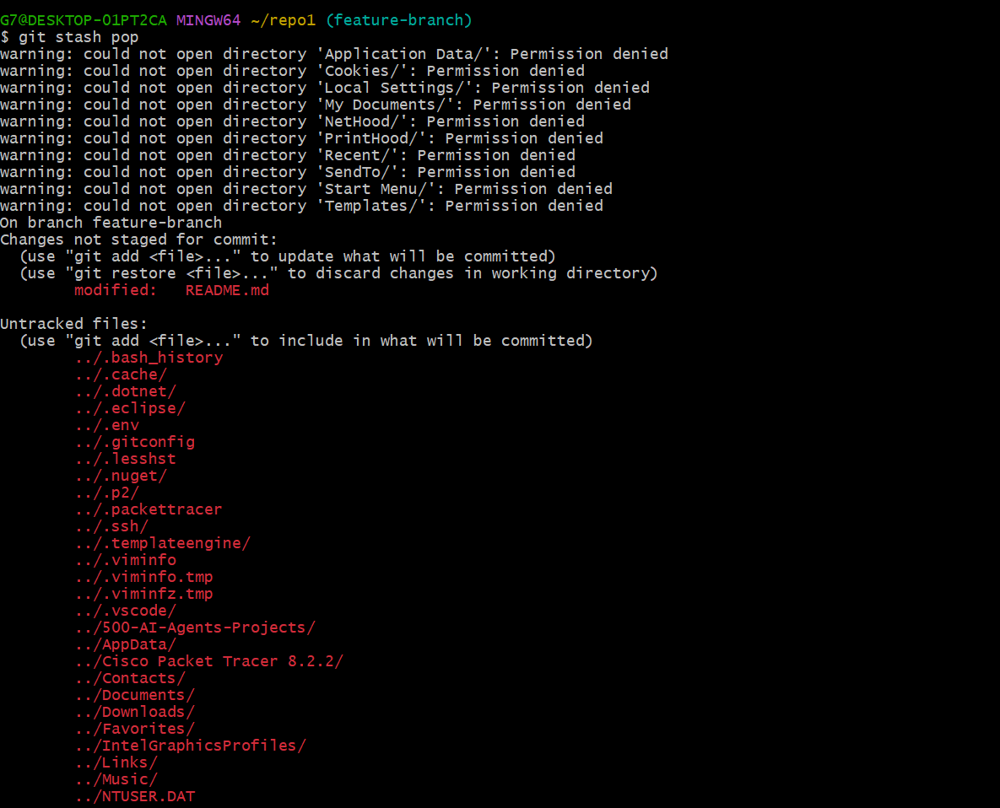 G7@DESKTOP-01PT2CA MINGW64 ~/repo1 (feature-branch)
$ git stash pop
warning: could not open directory 'Application Data/': Permission denied
warning: could not open directory 'Cookies/': Permission denied
warning: could not open directory 'Local Settings/': Permission denied
warning: could not open directory 'My Documents/': Permission denied
warning: could not open directory 'NetHood/': Permission denied
warning: could not open directory 'PrintHood/': Permission denied
warning: could not open directory 'Recent/': Permission denied
warning: could not open directory 'SendTo/': Permission denied
warning: could not open directory 'Start Menu/': Permission denied
warning: could not open directory 'Templates/': Permission denied
On branch feature-branch
Changes not staged for commit:
  (use "git add <file>..." to update what will be committed)
  (use "git restore <file>..." to discard changes in working directory)
        modified:   README.md

Untracked files:
  (use "git add <file>..." to include in what will be committed)
        ../.bash_history
        ../.cache/
        ../.dotnet/
        ../.eclipse/
        ../.env
        ../.gitconfig
        ../.lesshst
        ../.nuget/
        ../.p2/
        ../.packettracer
        ../.ssh/
        ../.templateengine/
        ../.viminfo
        ../.viminfo.tmp
        ../.viminfz.tmp
        ../.vscode/
        ../500-AI-Agents-Projects/
        ../AppData/
        ../Cisco Packet Tracer 8.2.2/
        ../Contacts/
        ../Documents/
        ../Downloads/
        ../Favorites/
        ../IntelGraphicsProfiles/
        ../Links/
        ../Music/
        ../NTUSER.DAT